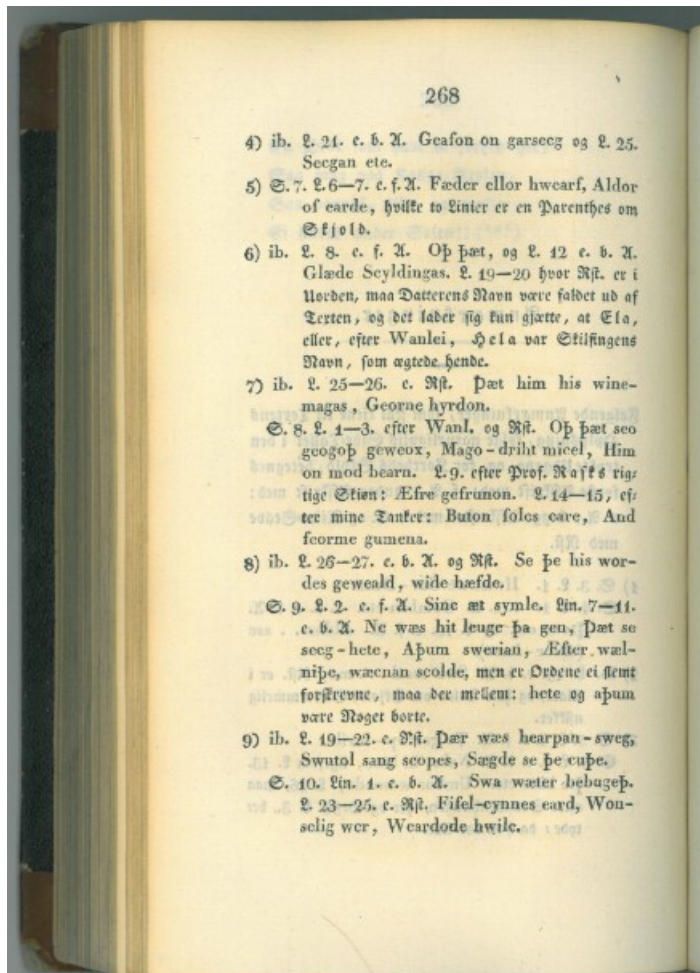 268
4) ib. L. 21. e. b. A. Geafon on garsecg og L. 25.
Secgan ete.
5) S. 7. L. 6—7. e. f. A. Fæder ellor hwearf, Aldor
of earde, hvilke to Linier er en Parenthes om
Skjold.
6) ib. L. 8. e. f. A. Oþ þæt, og L. 12 e. b. A.
Glæde Scyldingas. L. 19—20 hvor Rst. er i
Uorden, maa Datterens Navn være faldet ud af
Texten, og det lader sig kun gjætte, at Ela,
eller, efter Wanlei, Hela var Skilfingens
Navn, som ægtede hende.
7) ib. L. 25—26. e. Rst. Þæt him his wine-
magas, Georne hyrdon.
S. 8. L. 1—3. efter Wanl. og Rst. Oþ þæt seo
geogoþ geweox, Mago-driht micel, Him
on mod bearn. L. 9. efter Prof. Rasks rig-
tige Skiøn: Æfre gefrunon. L. 14—15, ef-
ter mine Tanker: Buton folcs care, And
feorme gumena.
8) ib. L. 26—27. e. b. A. og Rst. Se þe his wor-
des geweald, wide hæfde.
S. 9. L. 2. e. f. A. Sinc æt symle. Lin. 7—11.
e. b. A. Ne wæs hit leuge þa gen, Þæt se
secg-hete, Aþum swerian, Æfter wæl-
niþe, wæcnan scolde, men er Ordene ei slemt
forskrevne, maa der mellem: hete og aþum
være Noget borte.
9) ib. L. 19—22. e. Rst. Þær wæs hearpan-sweg,
Swutol sang scopes, Sægde se þe cuþe.
S. 10. Lin. 1. e. b. A. Swa wæter bebugeþ.
L. 23—25. e. Rst. Fifel-cynnes eard, Won-
selig wer, Weardode hwile.